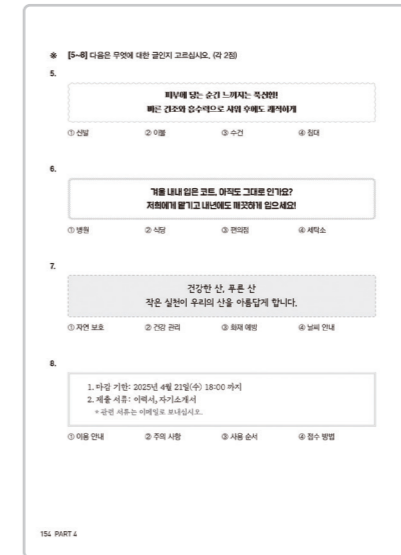 ※ [5~8] 다음은 무엇에 대한 글인지 고르십시오. (각 2점)
5.
피부에 닿는 순간 느껴지는 폭신함!
빠른 건조와 흡수력으로 샤워 후에도 쾌적하게
① 신발 ② 이불 ③ 수건 ④ 침대
6.
겨울 내내 입은 코트, 아직도 그대로 인가요?
저희에게 맡기고 내년에도 깨끗하게 입으세요!
① 병원 ② 식당 ③ 편의점 ④ 세탁소
7.
건강한 산, 푸른 산
작은 실천이 우리의 산을 아름답게 합니다.
① 자연 보호 ② 건강 관리 ③ 화재 예방 ④ 날씨 안내
8.
1. 마감 기한: 2025년 4월 21일(수) 18:00 까지
2. 제출 서류: 이력서, 자기소개서
* 관련 서류는 이메일로 보내십시오.
① 이용 안내 ② 주의 사항 ③ 사용 순서 ④ 접수 방법
154 PART 4